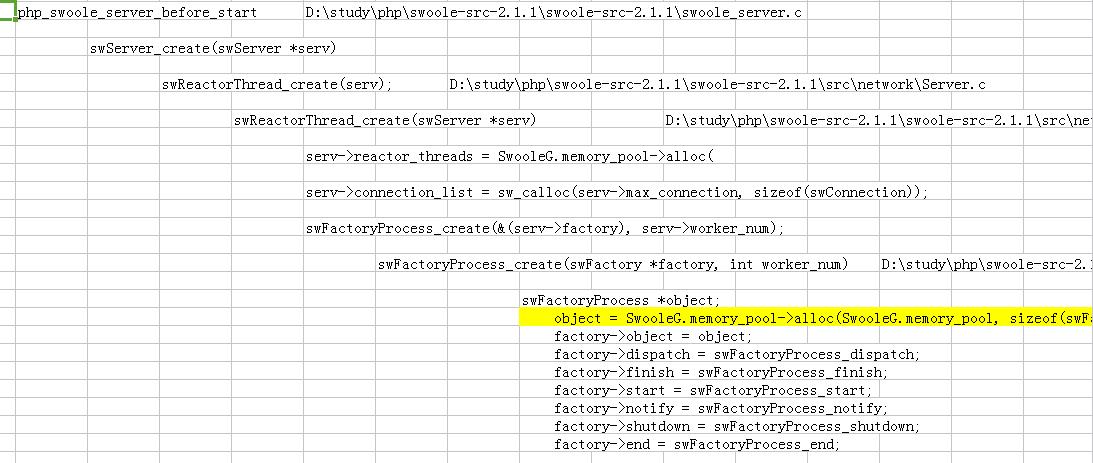 php_swoole_server_before_start D:\study\php\swoole-src-2.1.1\swoole-src-2.1.1\swoole_server.c
swServer_create(swServer *serv)
swReactorThread_create(serv); D:\study\php\swoole-src-2.1.1\swoole-src-2.1.1\src\network\Server.c
swReactorThread_create(swServer *serv) D:\study\php\swoole-src-2.1.1\swoole-src-2.1.1\src\ne
serv->reactor_threads = SwooleG.memory_pool->alloc(
serv->connection_list = sw_calloc(serv->max_connection, sizeof(swConnection));
swFactoryProcess_create(&(serv->factory), serv->worker_num);
swFactoryProcess_create(swFactory *factory, int worker_num) D:\study\php\swoole-src-2.
swFactoryProcess *object;
object = SwooleG.memory_pool->alloc(SwooleG.memory_pool, sizeof(swF
factory->object = object;
factory->dispatch = swFactoryProcess_dispatch;
factory->finish = swFactoryProcess_finish;
factory->start = swFactoryProcess_start;
factory->notify = swFactoryProcess_notify;
factory->shutdown = swFactoryProcess_shutdown;
factory->end = swFactoryProcess_end;